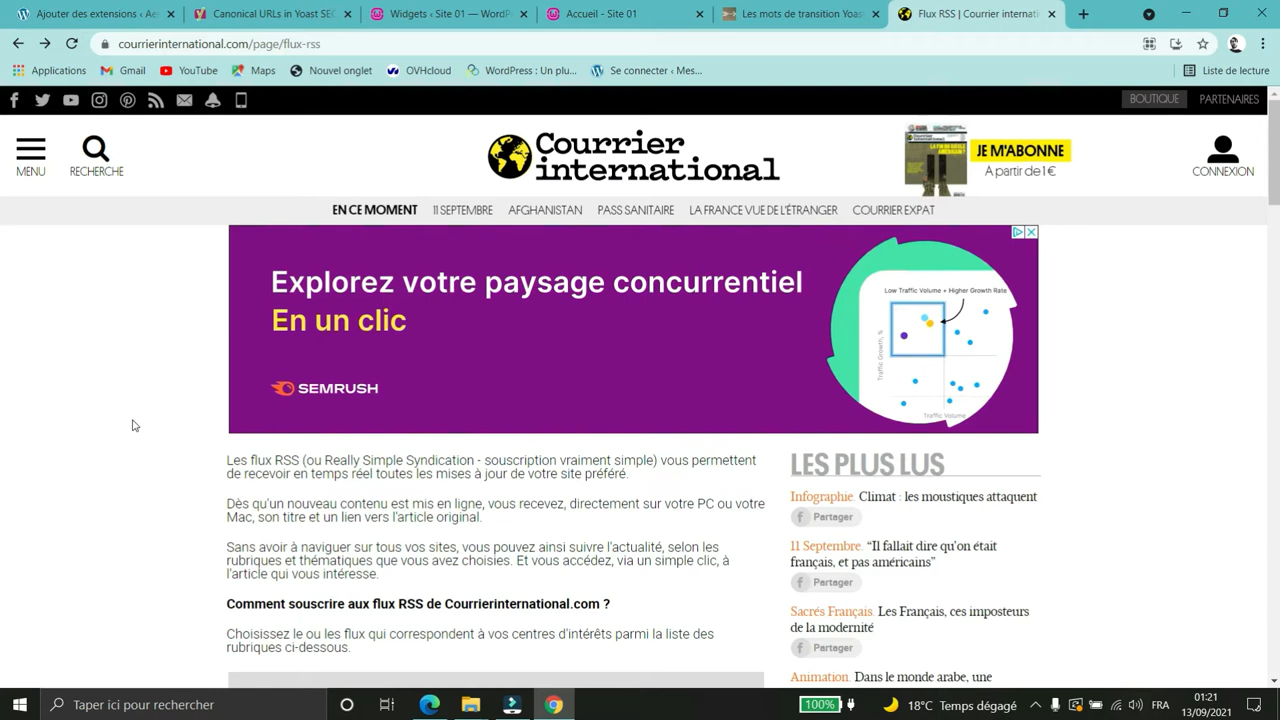 Ajouter des extensions ‹ Aes
Canonical URLs in Yoast SEO
Widgets ‹ Site 01 — WordP
Accueil - Site 01
Les mots de transition Yoast
Flux RSS | Courrier internati
courrierinternational.com/page/flux-rss
Applications
Gmail
YouTube
Maps
Nouvel onglet
OVHcloud
WordPress : Un plu...
Se connecter ‹ Mes...
Liste de lecture
BOUTIQUE
PARTENAIRES
MENU
RECHERCHE
Courrier
international
JE M'ABONNE
A partir de 1 €
CONNEXION
EN CE MOMENT 11 SEPTEMBRE AFGHANISTAN PASS SANITAIRE LA FRANCE VUE DE L'ÉTRANGER COURRIER EXPAT
Explorez votre paysage concurrentiel
En un clic
SEMRUSH
Low Traffic Volume + Higher Growth Rate
Traffic Growth, %
Traffic Volume
Les flux RSS (ou Really Simple Syndication - souscription vraiment simple) vous permettent
de recevoir en temps réel toutes les mises à jour de votre site préféré.
Dès qu'un nouveau contenu est mis en ligne, vous recevez, directement sur votre PC ou votre
Mac, son titre et un lien vers l'article original.
Sans avoir à naviguer sur tous vos sites, vous pouvez ainsi suivre l'actualité, selon les
rubriques et thématiques que vous avez choisies. Et vous accédez, via un simple clic, à
l'article qui vous intéresse.
Comment souscrire aux flux RSS de Courrierinternational.com ?
Choisissez le ou les flux qui correspondent à vos centres d'intérêts parmi la liste des
rubriques ci-dessous.
LES PLUS LUS
Infographie. Climat : les moustiques attaquent
Partager
11 Septembre. “Il fallait dire qu'on était
français, et pas américains”
Partager
Sacrés Français. Les Français, ces imposteurs
de la modernité
Partager
Animation. Dans le monde arabe, une
Taper ici pour rechercher
100%
18°C Temps dégagé
FRA
01:21
13/09/2021